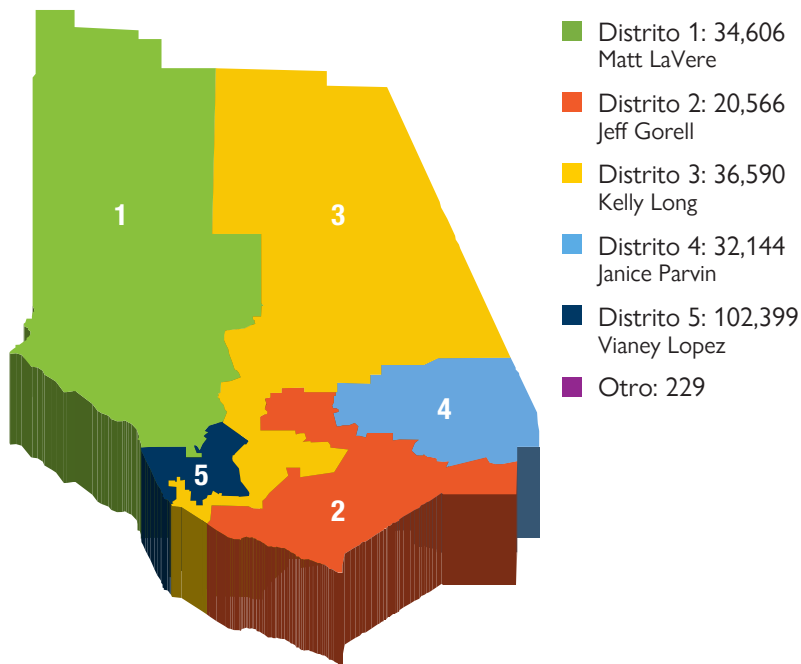 Distrito 1: 34,606
Matt LaVere
Distrito 2: 20,566
Jeff Gorell
Distrito 3: 36,590
Kelly Long
Distrito 4: 32,144
Janice Parvin
Distrito 5: 102,399
Vianey Lopez
Otro: 229
1
3
4
5
2